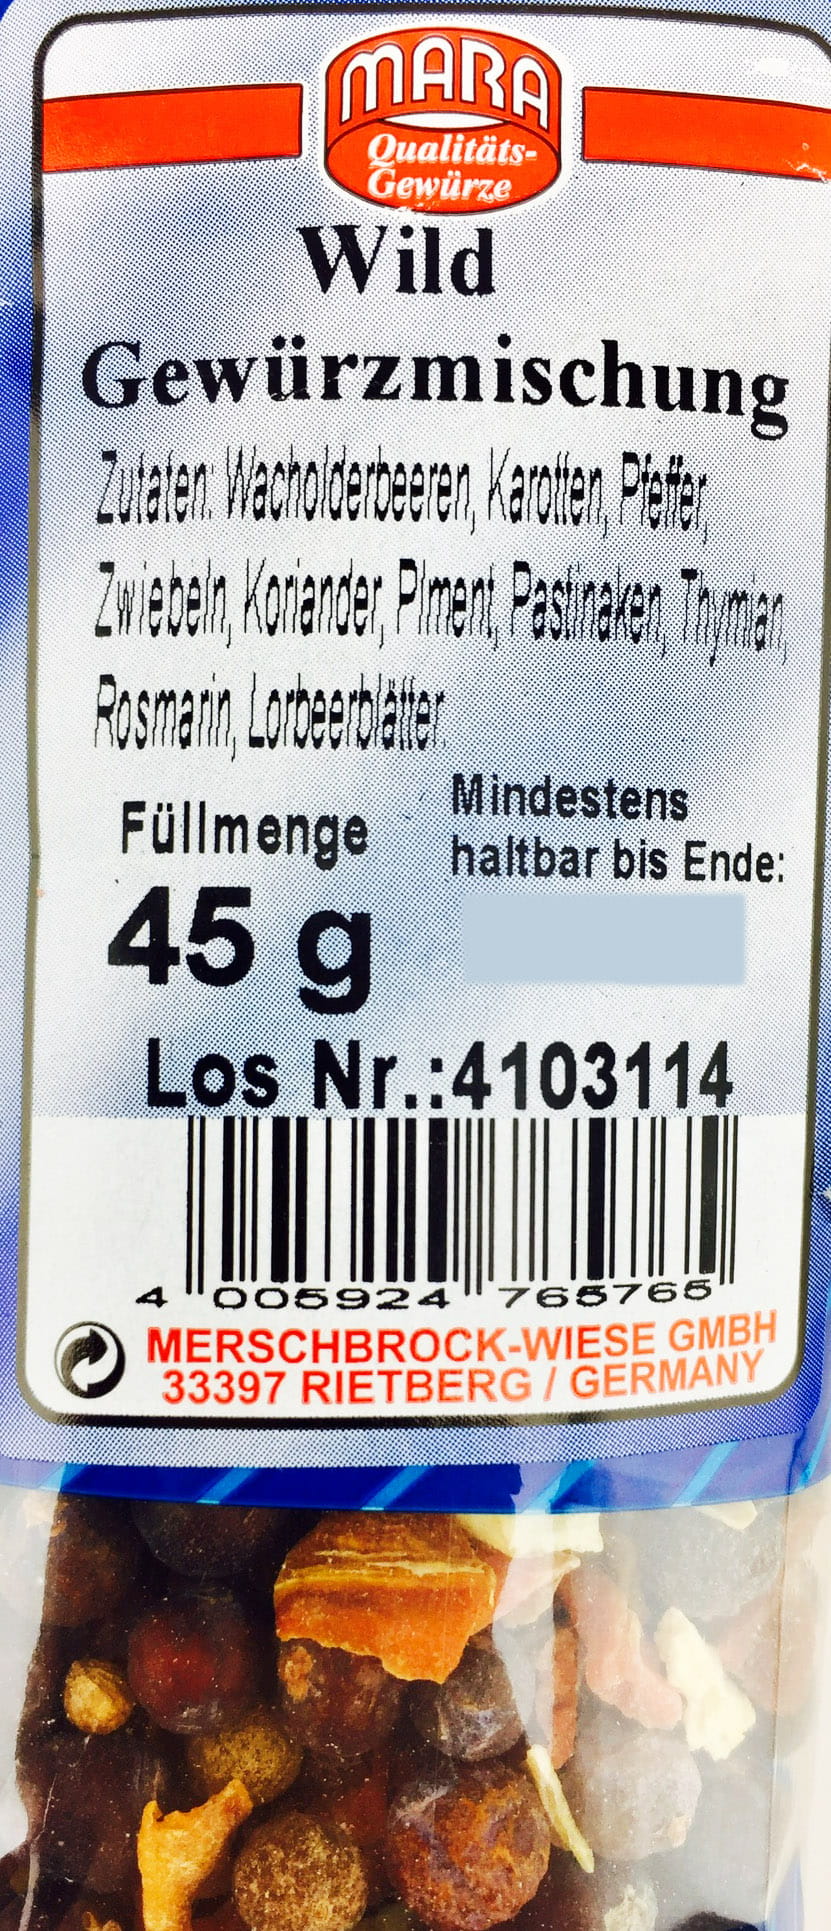 MARA
Qualitäts-
Gewürze
Wild
Gewürzmischung
Zutaten: Wacholderbeeren, Karotten, Pfeffer,
Zwiebeln, Koriander, Piment, Pastinaken, Thymian,
Rosmarin, Lorbeerblätter.
Füllmenge
45 g
Mindestens
haltbar bis Ende:
Los Nr.:4103114
4 005924 765765
MERSCHBROCK-WIESE GMBH
33397 RIETBERG / GERMANY